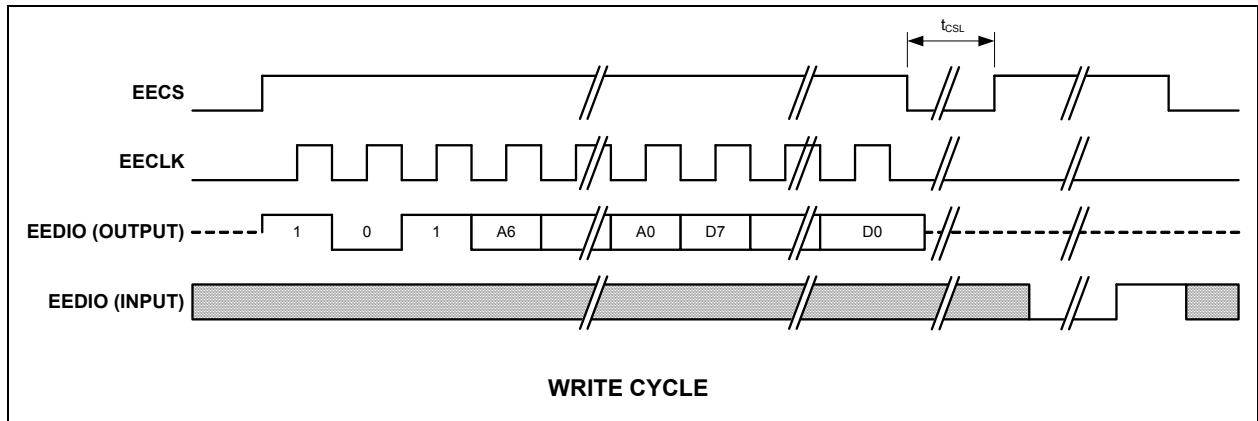 tCSL
EECS
EECLK
EEDIO (OUTPUT) 1 0 1 A6 A0 D7 D0
EEDIO (INPUT)
WRITE CYCLE